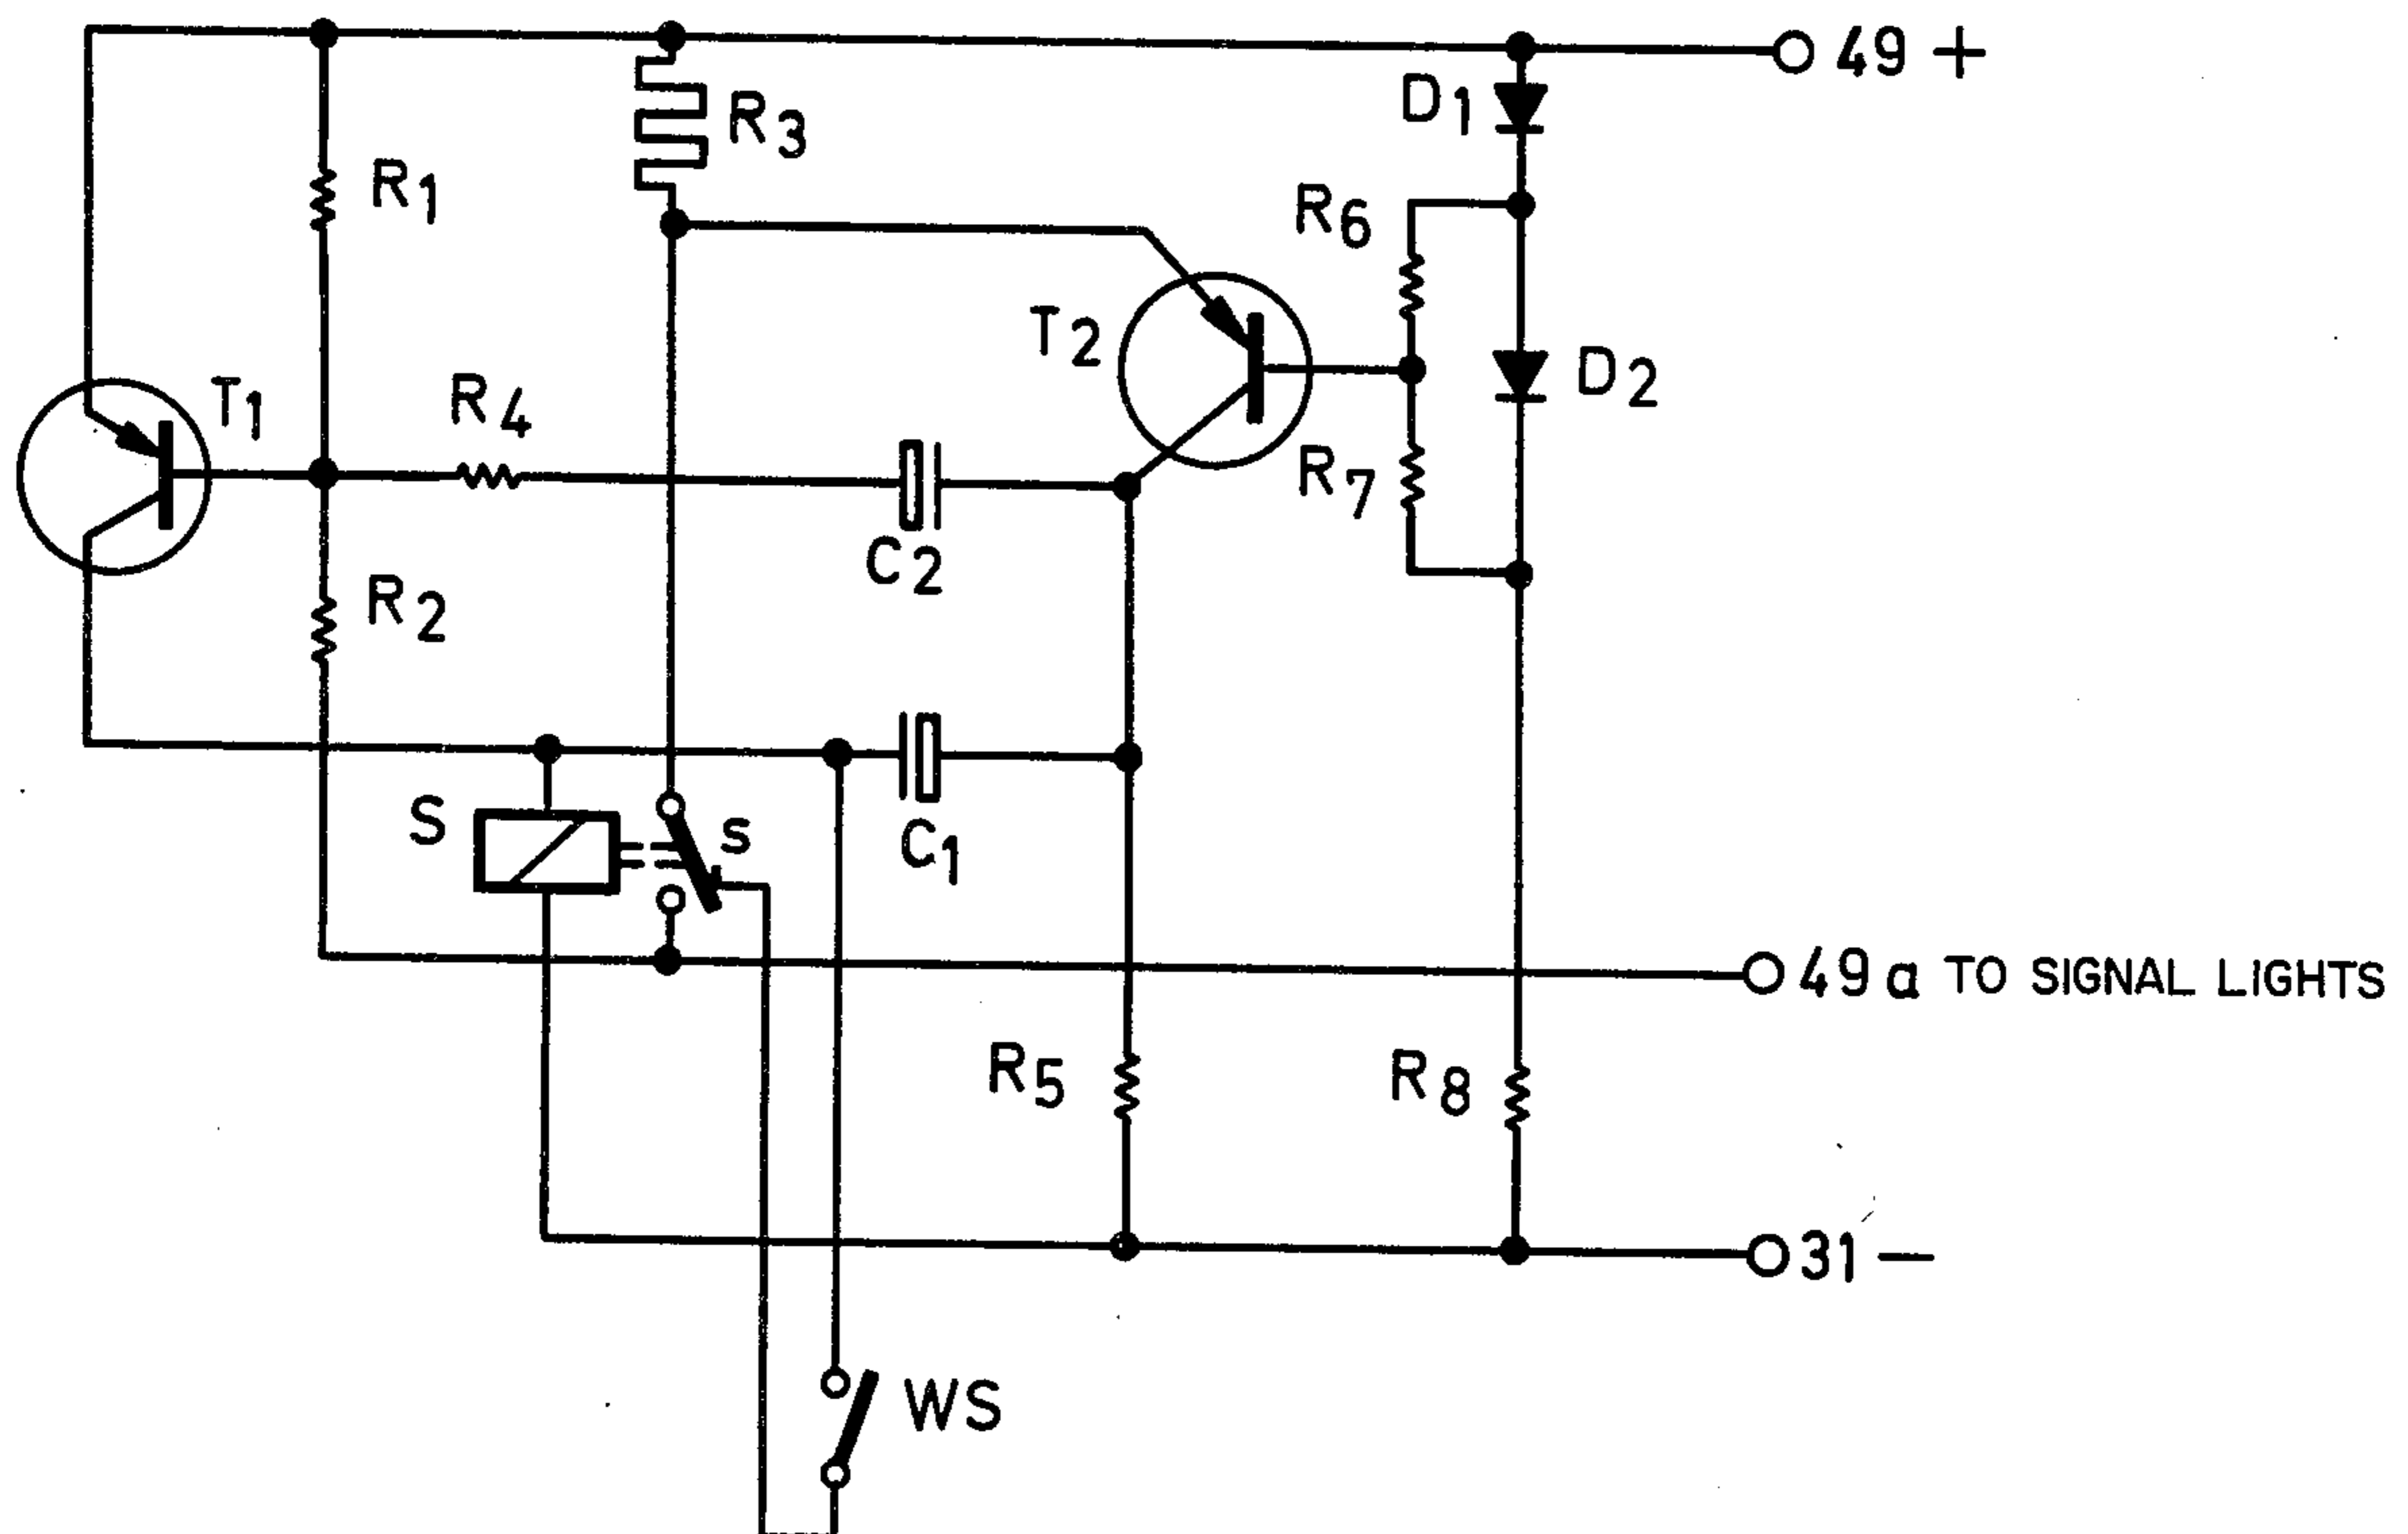 49 +
D1
R3
R1
R6
T2
D2
T1
R4
R7
C2
R2
S
s
C1
49a TO SIGNAL LIGHTS
R5
R8
31 −
WS